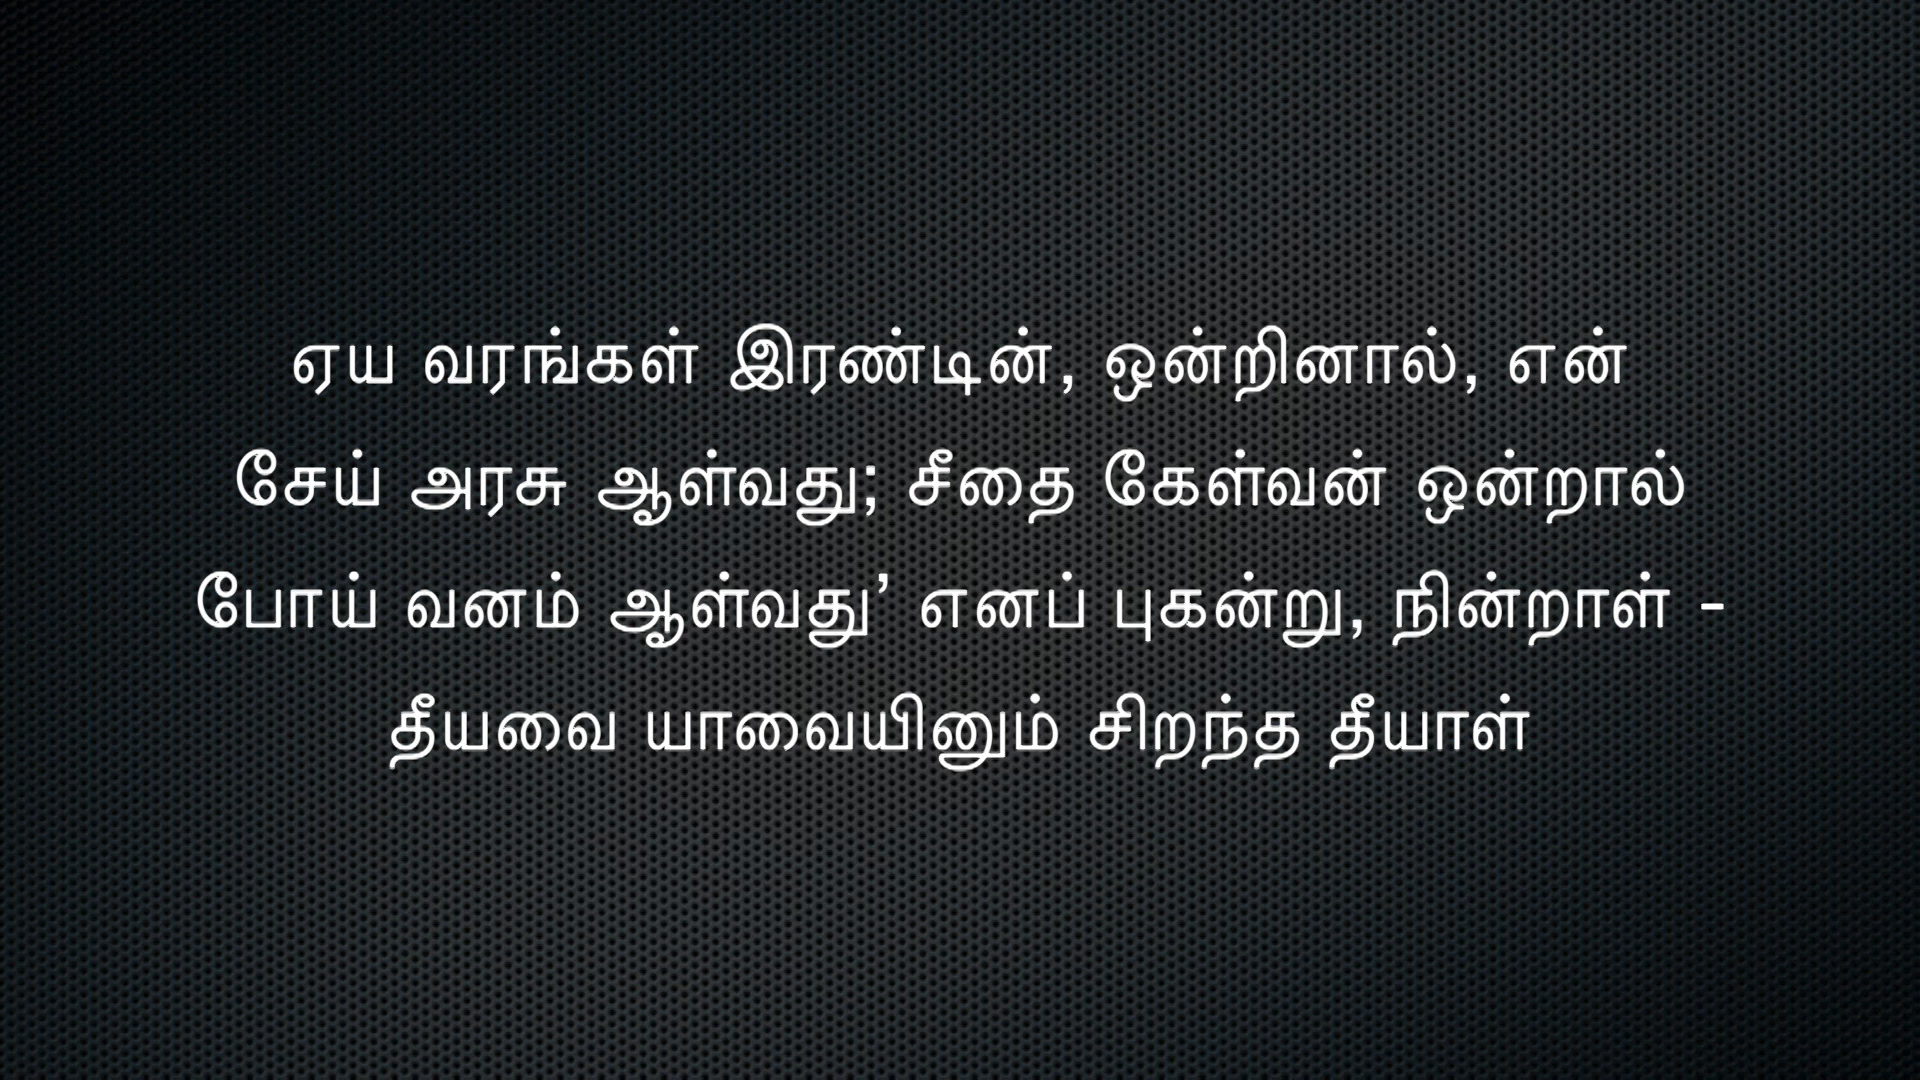 ஏய வரங்கள் இரண்டின், ஒன்றினால், என்
சேய் அரசு ஆள்வது; சீதை கேள்வன் ஒன்றால்
போய் வனம் ஆள்வது’ எனப் புகன்று, நின்றாள் -
தீயவை யாவையினும் சிறந்த தீயாள்